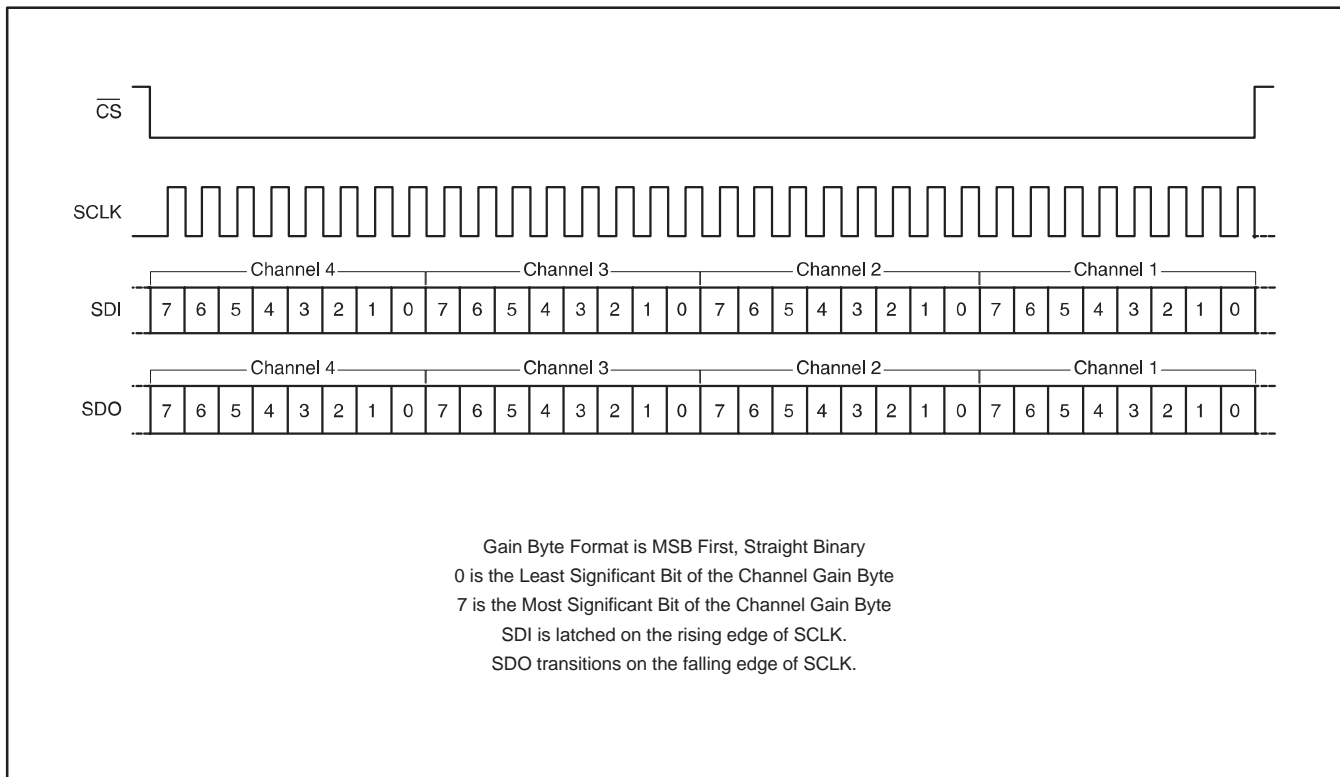 CS
SCLK
Channel 4 Channel 3 Channel 2 Channel 1
SDI 7 6 5 4 3 2 1 0 7 6 5 4 3 2 1 0 7 6 5 4 3 2 1 0 7 6 5 4 3 2 1 0
Channel 4 Channel 3 Channel 2 Channel 1
SDO 7 6 5 4 3 2 1 0 7 6 5 4 3 2 1 0 7 6 5 4 3 2 1 0 7 6 5 4 3 2 1 0
Gain Byte Format is MSB First, Straight Binary
0 is the Least Significant Bit of the Channel Gain Byte
7 is the Most Significant Bit of the Channel Gain Byte
SDI is latched on the rising edge of SCLK.
SDO transitions on the falling edge of SCLK.